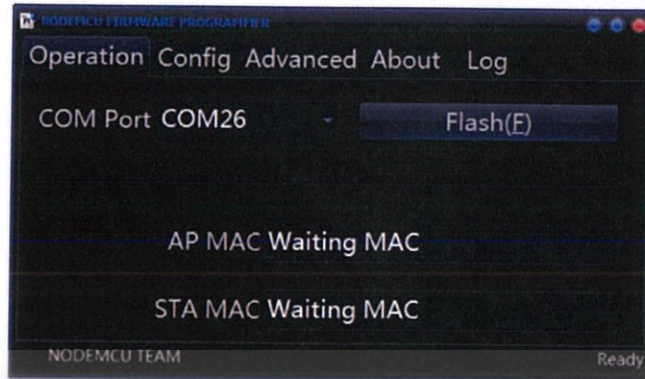 NODEMCU FIRMWARE PROGRAMMER
Operation Config Advanced About Log
COM Port COM26 Flash(F)
AP MAC Waiting MAC
STA MAC Waiting MAC
NODEMCU TEAM Ready